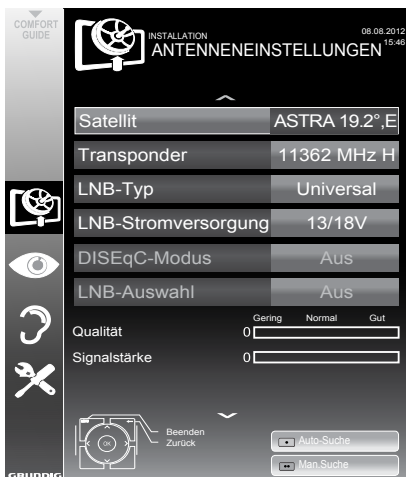 COMFORT
GUIDE
INSTALLATION
ANTENNENEINSTELLUNGEN
08.08.2012
15:46
Satellit ASTRA 19.2°,E
Transponder 11362 MHz H
LNB-Typ Universal
LNB-Stromversorgung 13/18V
DISEqC-Modus Aus
LNB-Auswahl Aus
Gering Normal Gut
Qualität 0
Signalstärke 0
Beenden
Zurück
OK
Auto-Suche
Man.Suche
GRUNDIG